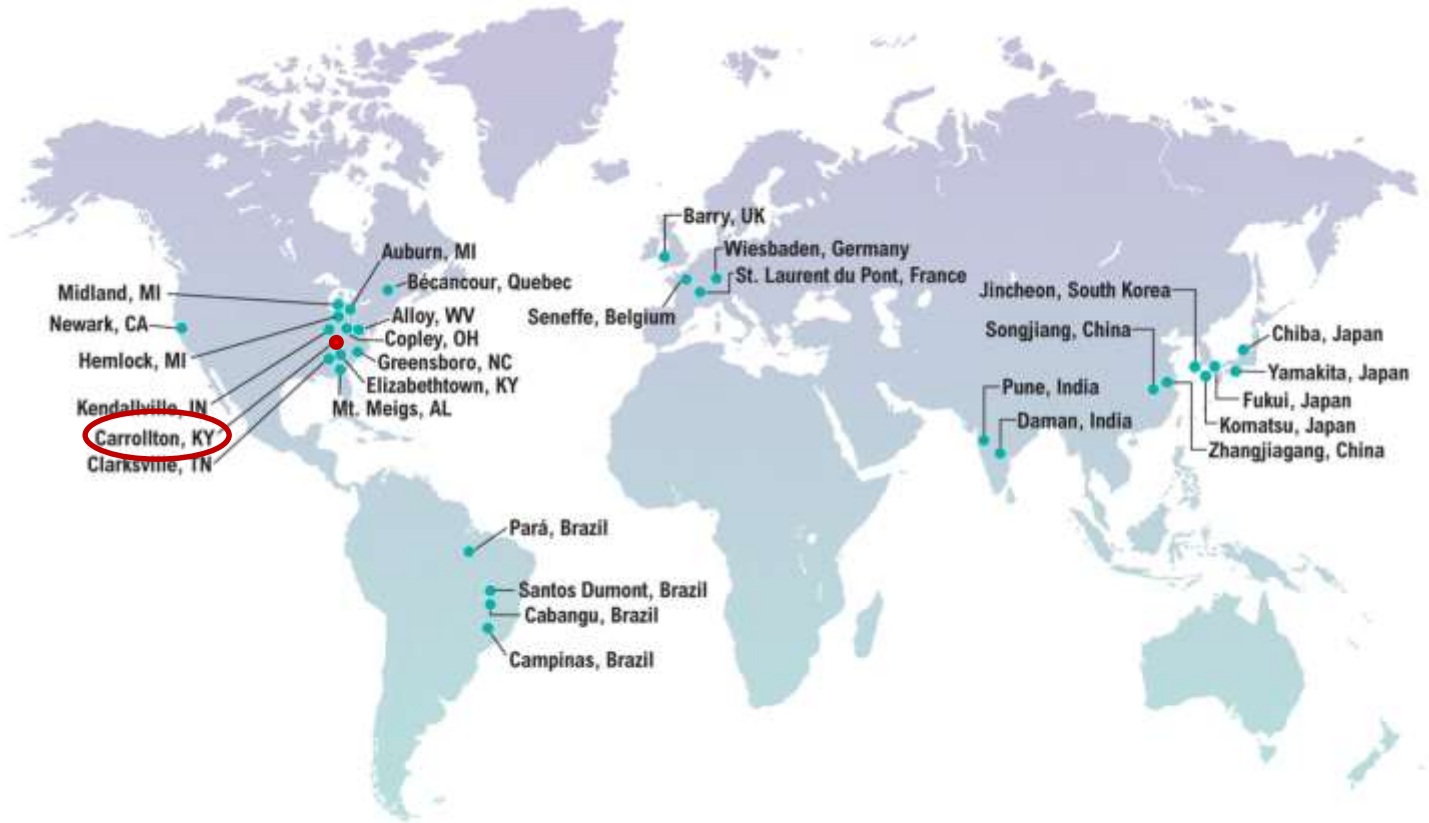 Auburn, MI
Bécancour, Quebec
Midland, MI
Newark, CA
Alloy, WV
Copley, OH
Hemlock, MI
Greensboro, NC
Elizabethtown, KY
Kendallville, IN
Mt. Meigs, AL
Carrollton, KY
Clarksville, TN
Barry, UK
Wiesbaden, Germany
St. Laurent du Pont, France
Seneffe, Belgium
Jincheon, South Korea
Songjiang, China
Chiba, Japan
Yamakita, Japan
Pune, India
Fukui, Japan
Daman, India
Komatsu, Japan
Zhangjiagang, China
Pará, Brazil
Santos Dumont, Brazil
Cabangu, Brazil
Campinas, Brazil